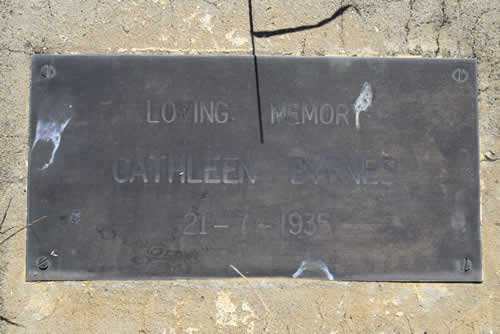 LOVING MEMORY
CATHLEEN BYRNES
21-7-1935